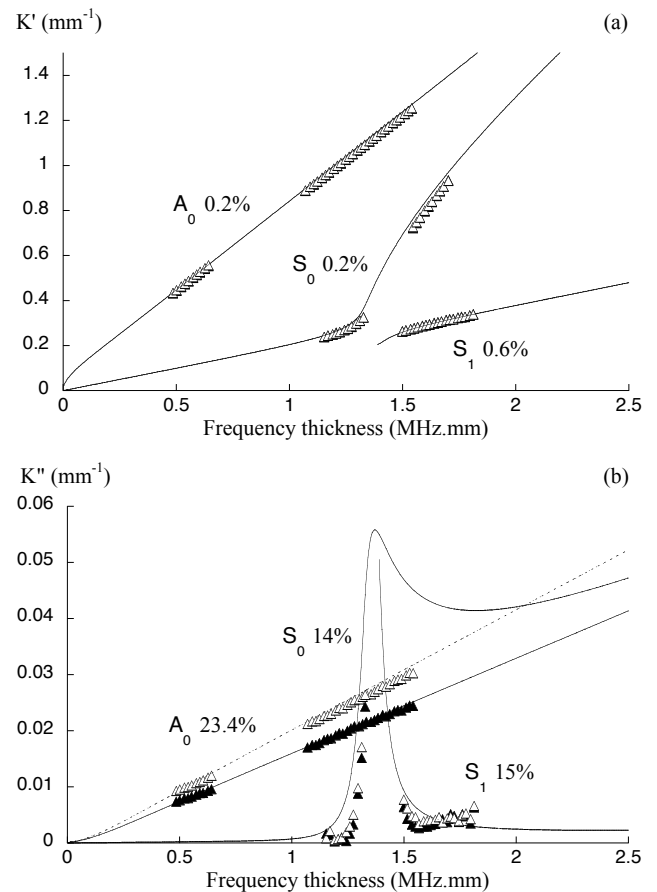 K' (mm⁻¹)
(a)
1.4
1.2
1
0.8
0.6
0.4
0.2
0
A₀ 0.2%
S₀ 0.2%
S₁ 0.6%
0 0.5 1 1.5 2 2.5
Frequency thickness (MHz.mm)
K" (mm⁻¹)
(b)
0.06
0.05
0.04
0.03
0.02
0.01
0
S₀ 14%
A₀ 23.4%
S₁ 15%
0 0.5 1 1.5 2 2.5
Frequency thickness (MHz.mm)